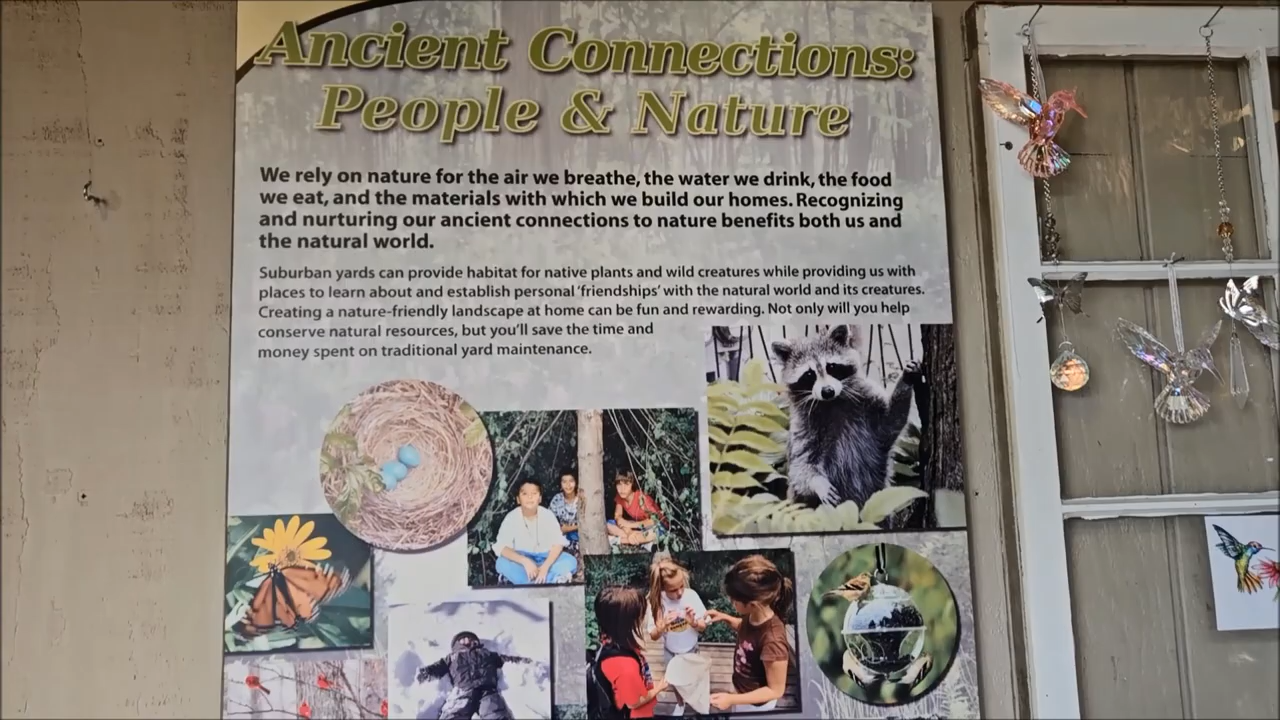 Ancient Connections:
People & Nature
We rely on nature for the air we breathe, the water we drink, the food
we eat, and the materials with which we build our homes. Recognizing
and nurturing our ancient connections to nature benefits both us and
the natural world.
Suburban yards can provide habitat for native plants and wild creatures while providing us with
places to learn about and establish personal 'friendships' with the natural world and its creatures.
Creating a nature-friendly landscape at home can be fun and rewarding. Not only will you help
conserve natural resources, but you'll save the time and
money spent on traditional yard maintenance.